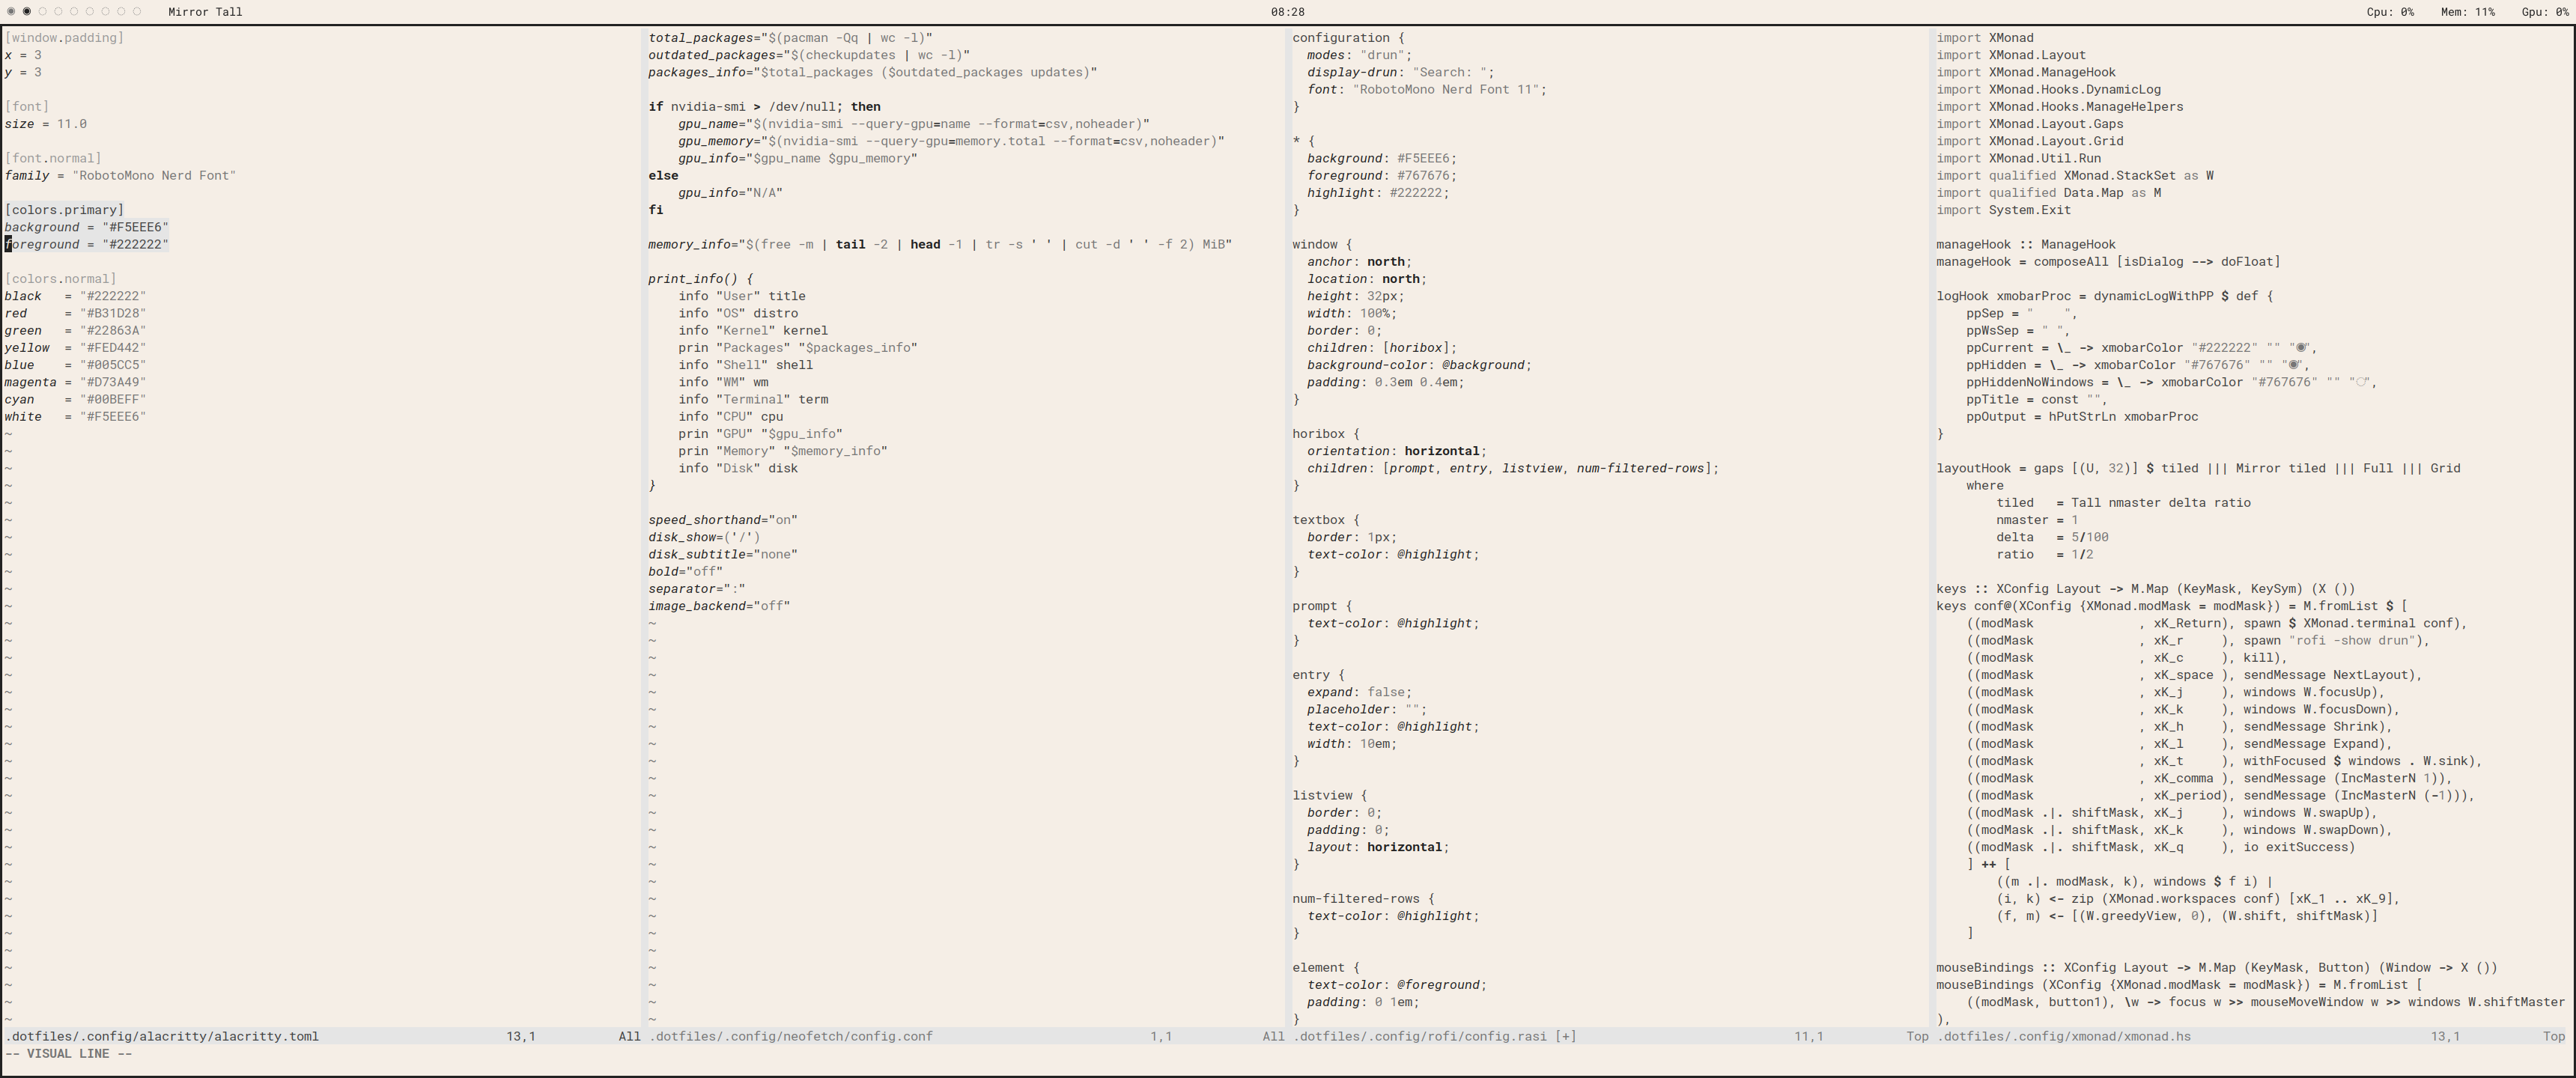 ◉ ◉ ◌ ◌ ◌ ◌ ◌ ◌ ◌ Mirror Tall 08:28 Cpu: 0% Mem: 11% Gpu: 0%
[window.padding]
x = 3
y = 3

[font]
size = 11.0

[font.normal]
family = "RobotoMono Nerd Font"

[colors.primary]
background = "#F5EEE6"
foreground = "#222222"

[colors.normal]
black   = "#222222"
red     = "#B31D28"
green   = "#22863A"
yellow  = "#FED442"
blue    = "#005CC5"
magenta = "#D73A49"
cyan    = "#00BEFF"
white   = "#F5EEE6"
.dotfiles/.config/alacritty/alacritty.toml 13,1 All
-- VISUAL LINE --
total_packages="$(pacman -Qq | wc -l)"
outdated_packages="$(checkupdates | wc -l)"
packages_info="$total_packages ($outdated_packages updates)"

if nvidia-smi > /dev/null; then
    gpu_name="$(nvidia-smi --query-gpu=name --format=csv,noheader)"
    gpu_memory="$(nvidia-smi --query-gpu=memory.total --format=csv,noheader)"
    gpu_info="$gpu_name $gpu_memory"
else
    gpu_info="N/A"
fi

memory_info="$(free -m | tail -2 | head -1 | tr -s ' ' | cut -d ' ' -f 2) MiB"

print_info() {
    info "User" title
    info "OS" distro
    info "Kernel" kernel
    prin "Packages" "$packages_info"
    info "Shell" shell
    info "WM" wm
    info "Terminal" term
    info "CPU" cpu
    prin "GPU" "$gpu_info"
    prin "Memory" "$memory_info"
    info "Disk" disk
}

speed_shorthand="on"
disk_show=('/')
disk_subtitle="none"
bold="off"
separator=":"
image_backend="off"
.dotfiles/.config/neofetch/config.conf 1,1 All
configuration {
  modes: "drun";
  display-drun: "Search: ";
  font: "RobotoMono Nerd Font 11";
}

* {
  background: #F5EEE6;
  foreground: #767676;
  highlight: #222222;
}

window {
  anchor: north;
  location: north;
  height: 32px;
  width: 100%;
  border: 0;
  children: [horibox];
  background-color: @background;
  padding: 0.3em 0.4em;
}

horibox {
  orientation: horizontal;
  children: [prompt, entry, listview, num-filtered-rows];
}

textbox {
  border: 1px;
  text-color: @highlight;
}

prompt {
  text-color: @highlight;
}

entry {
  expand: false;
  placeholder: "";
  text-color: @highlight;
  width: 10em;
}

listview {
  border: 0;
  padding: 0;
  layout: horizontal;
}

num-filtered-rows {
  text-color: @highlight;
}

element {
  text-color: @foreground;
  padding: 0 1em;
}
.dotfiles/.config/rofi/config.rasi [+] 11,1 Top
import XMonad
import XMonad.Layout
import XMonad.ManageHook
import XMonad.Hooks.DynamicLog
import XMonad.Hooks.ManageHelpers
import XMonad.Layout.Gaps
import XMonad.Layout.Grid
import XMonad.Util.Run
import qualified XMonad.StackSet as W
import qualified Data.Map as M
import System.Exit

manageHook :: ManageHook
manageHook = composeAll [isDialog --> doFloat]

logHook xmobarProc = dynamicLogWithPP $ def {
    ppSep = "    ",
    ppWsSep = " ",
    ppCurrent = \_ -> xmobarColor "#222222" "" "◉",
    ppHidden = \_ -> xmobarColor "#767676" "" "◉",
    ppHiddenNoWindows = \_ -> xmobarColor "#767676" "" "◌",
    ppTitle = const "",
    ppOutput = hPutStrLn xmobarProc
}

layoutHook = gaps [(U, 32)] $ tiled ||| Mirror tiled ||| Full ||| Grid
    where
        tiled   = Tall nmaster delta ratio
        nmaster = 1
        delta   = 5/100
        ratio   = 1/2

keys :: XConfig Layout -> M.Map (KeyMask, KeySym) (X ())
keys conf@(XConfig {XMonad.modMask = modMask}) = M.fromList $ [
    ((modMask              , xK_Return), spawn $ XMonad.terminal conf),
    ((modMask              , xK_r     ), spawn "rofi -show drun"),
    ((modMask              , xK_c     ), kill),
    ((modMask              , xK_space ), sendMessage NextLayout),
    ((modMask              , xK_j     ), windows W.focusUp),
    ((modMask              , xK_k     ), windows W.focusDown),
    ((modMask              , xK_h     ), sendMessage Shrink),
    ((modMask              , xK_l     ), sendMessage Expand),
    ((modMask              , xK_t     ), withFocused $ windows . W.sink),
    ((modMask              , xK_comma ), sendMessage (IncMasterN 1)),
    ((modMask              , xK_period), sendMessage (IncMasterN (-1))),
    ((modMask .|. shiftMask, xK_j     ), windows W.swapUp),
    ((modMask .|. shiftMask, xK_k     ), windows W.swapDown),
    ((modMask .|. shiftMask, xK_q     ), io exitSuccess)
    ] ++ [
        ((m .|. modMask, k), windows $ f i) |
        (i, k) <- zip (XMonad.workspaces conf) [xK_1 .. xK_9],
        (f, m) <- [(W.greedyView, 0), (W.shift, shiftMask)]
    ]

mouseBindings :: XConfig Layout -> M.Map (KeyMask, Button) (Window -> X ())
mouseBindings (XConfig {XMonad.modMask = modMask}) = M.fromList [
    ((modMask, button1), \w -> focus w >> mouseMoveWindow w >> windows W.shiftMaster
),
.dotfiles/.config/xmonad/xmonad.hs 13,1 Top